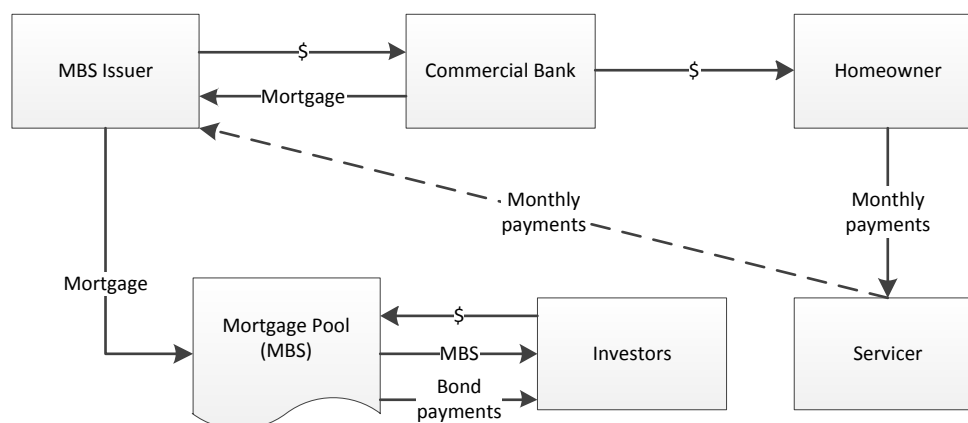 MBS Issuer
$
Mortgage
Commercial Bank
$
Homeowner
Monthly
payments
Monthly
payments
Mortgage
Mortgage Pool
(MBS)
$
MBS
Bond
payments
Investors
Servicer